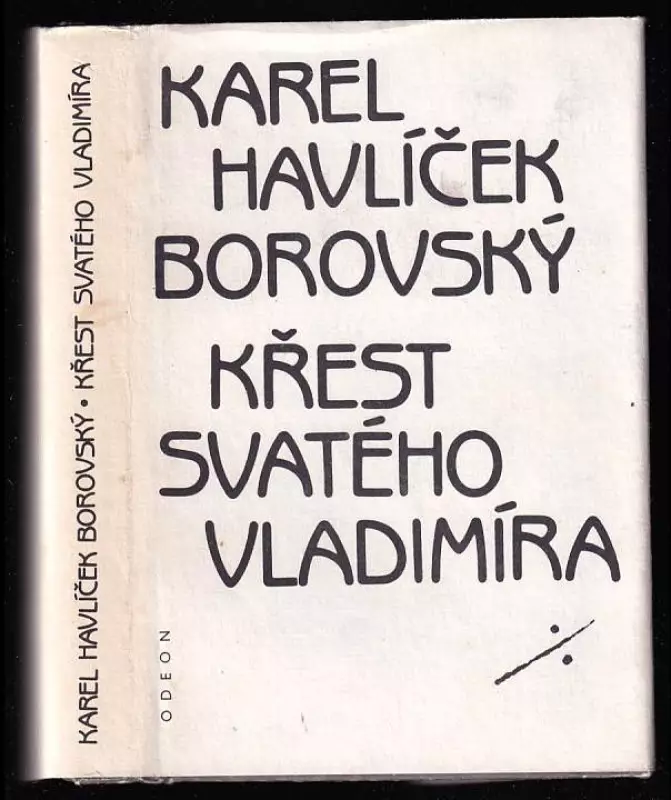 KAREL
HAVLÍČEK
BOROVSKÝ
KŘEST
SVATÉHO
VLADIMÍRA
ODEON
KAREL HAVLÍČEK BOROVSKÝ • KŘEST SVATÉHO VLADIMÍRA